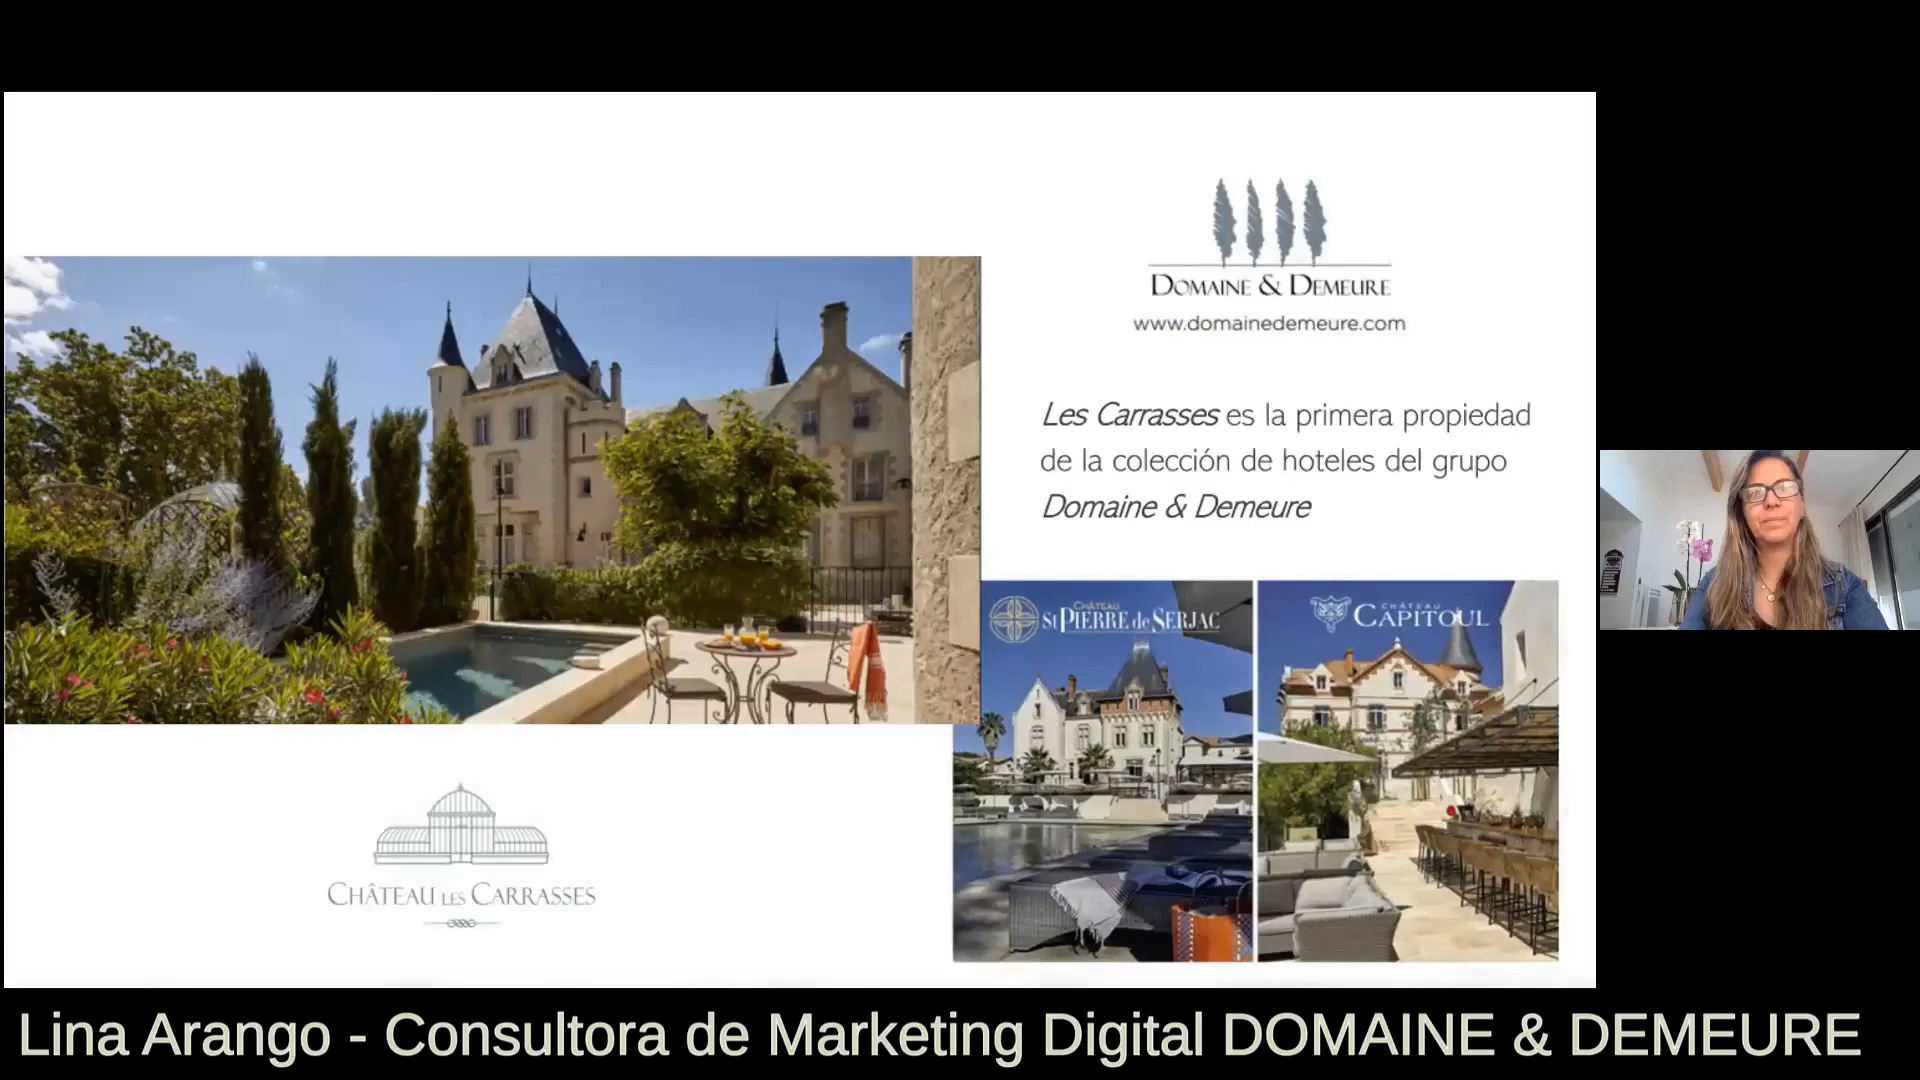 DOMAINE & DEMEURE
www.domainedemeure.com
Les Carrasses es la primera propiedad
de la colección de hoteles del grupo
Domaine & Demeure
CHÂTEAU
St PIERRE de SERJAC
CHÂTEAU
CAPITOUL
CHÂTEAU LES CARRASSES
Lina Arango - Consultora de Marketing Digital DOMAINE & DEMEURE